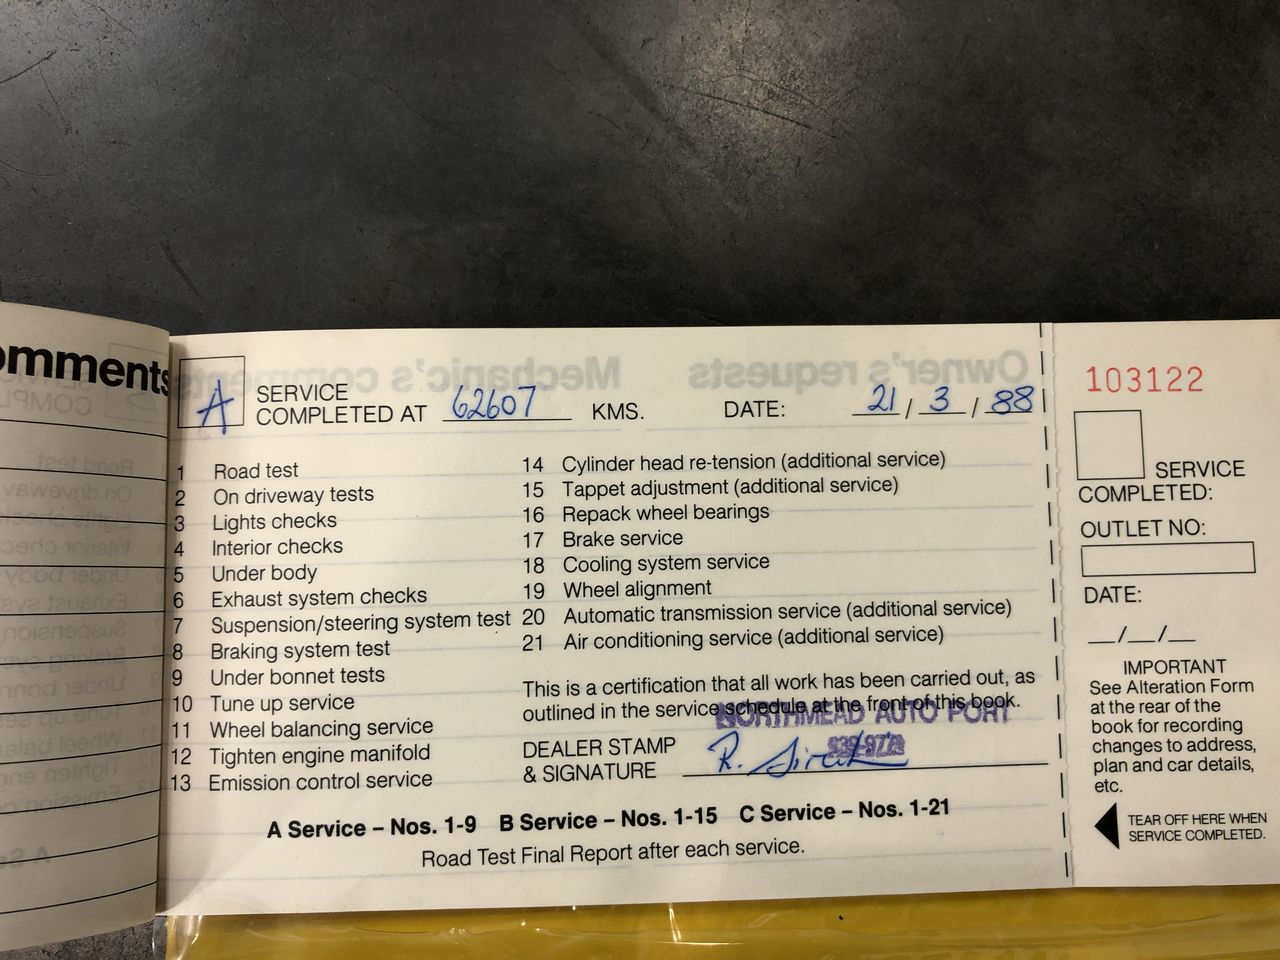 omments
A
SERVICE
COMPLETED AT 62607 KMS. DATE: 21 / 3 / 88
1 Road test
2 On driveway tests
3 Lights checks
4 Interior checks
5 Under body
6 Exhaust system checks
7 Suspension/steering system test
8 Braking system test
9 Under bonnet tests
10 Tune up service
11 Wheel balancing service
12 Tighten engine manifold
13 Emission control service
14 Cylinder head re-tension (additional service)
15 Tappet adjustment (additional service)
16 Repack wheel bearings
17 Brake service
18 Cooling system service
19 Wheel alignment
20 Automatic transmission service (additional service)
21 Air conditioning service (additional service)
This is a certification that all work has been carried out, as
outlined in the service schedule at the front of this book.
NORTHMEAD AUTO PORT
DEALER STAMP
& SIGNATURE R.
A Service – Nos. 1-9 B Service – Nos. 1-15 C Service – Nos. 1-21
Road Test Final Report after each service.
103122
SERVICE
COMPLETED:
OUTLET NO:
DATE:
__/__/__
IMPORTANT
See Alteration Form
at the rear of the
book for recording
changes to address,
plan and car details,
etc.
TEAR OFF HERE WHEN
SERVICE COMPLETED.